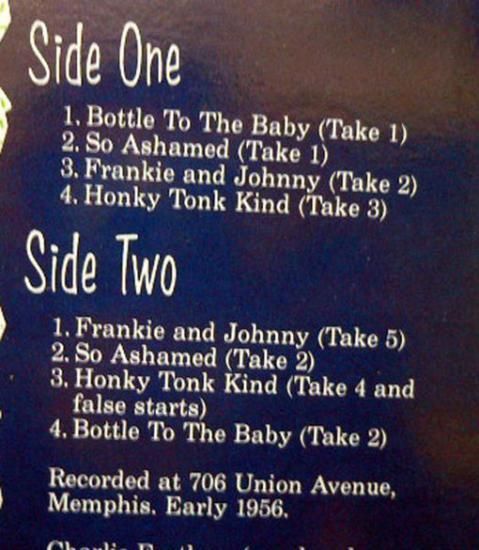 Side One
1. Bottle To The Baby (Take 1)
2. So Ashamed (Take 1)
3. Frankie and Johnny (Take 2)
4. Honky Tonk Kind (Take 3)
Side Two
1. Frankie and Johnny (Take 5)
2. So Ashamed (Take 2)
3. Honky Tonk Kind (Take 4 and
false starts)
4. Bottle To The Baby (Take 2)
Recorded at 706 Union Avenue,
Memphis. Early 1956.
Charlie